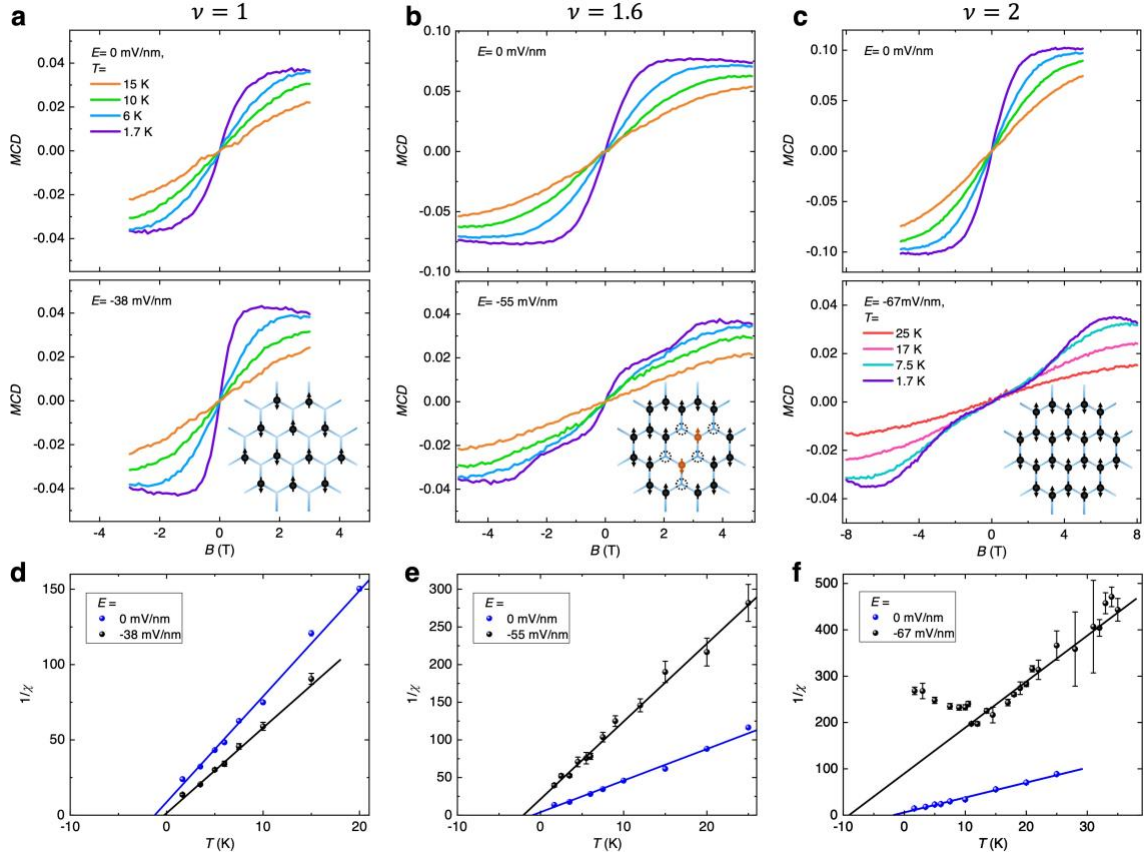 a ν = 1
b ν = 1.6
c ν = 2
E= 0 mV/nm,
T=
15 K
10 K
6 K
1.7 K
0.04
0.02
0.00
-0.02
-0.04
MCD
E= 0 mV/nm
0.10
0.05
0.00
-0.05
-0.10
MCD
E= 0 mV/nm
0.10
0.05
0.00
-0.05
-0.10
MCD
E= -38 mV/nm
0.04
0.02
0.00
-0.02
-0.04
MCD
-4 -2 0 2 4
B (T)
E= -55 mV/nm
0.04
0.02
0.00
-0.02
-0.04
MCD
-4 -2 0 2 4
B (T)
E= -67mV/nm,
T=
25 K
17 K
7.5 K
1.7 K
0.04
0.02
0.00
-0.02
-0.04
MCD
-8 -4 0 4 8
B (T)
d
E =
0 mV/nm
-38 mV/nm
150
100
50
0
1/χ
-10 0 10 20
T (K)
e
E =
0 mV/nm
-55 mV/nm
300
250
200
150
100
50
0
1/χ
-10 0 10 20
T (K)
f
E =
0 mV/nm
-67 mV/nm
500
400
300
200
100
0
1/χ
-10 0 10 20 30
T (K)